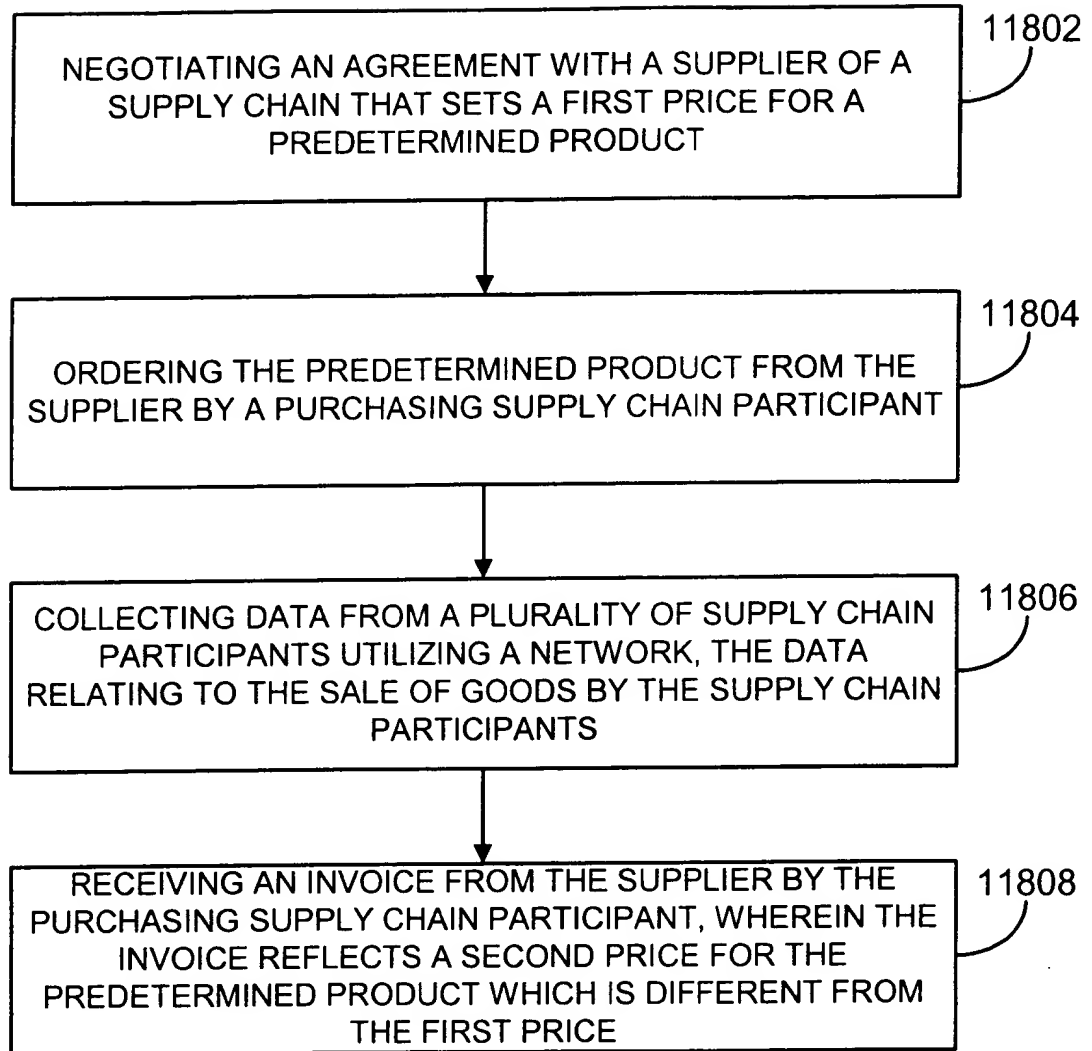 11802
NEGOTIATING AN AGREEMENT WITH A SUPPLIER OF A
SUPPLY CHAIN THAT SETS A FIRST PRICE FOR A
PREDETERMINED PRODUCT
11804
ORDERING THE PREDETERMINED PRODUCT FROM THE
SUPPLIER BY A PURCHASING SUPPLY CHAIN PARTICIPANT
11806
COLLECTING DATA FROM A PLURALITY OF SUPPLY CHAIN
PARTICIPANTS UTILIZING A NETWORK, THE DATA
RELATING TO THE SALE OF GOODS BY THE SUPPLY CHAIN
PARTICIPANTS
11808
RECEIVING AN INVOICE FROM THE SUPPLIER BY THE
PURCHASING SUPPLY CHAIN PARTICIPANT, WHEREIN THE
INVOICE REFLECTS A SECOND PRICE FOR THE
PREDETERMINED PRODUCT WHICH IS DIFFERENT FROM
THE FIRST PRICE